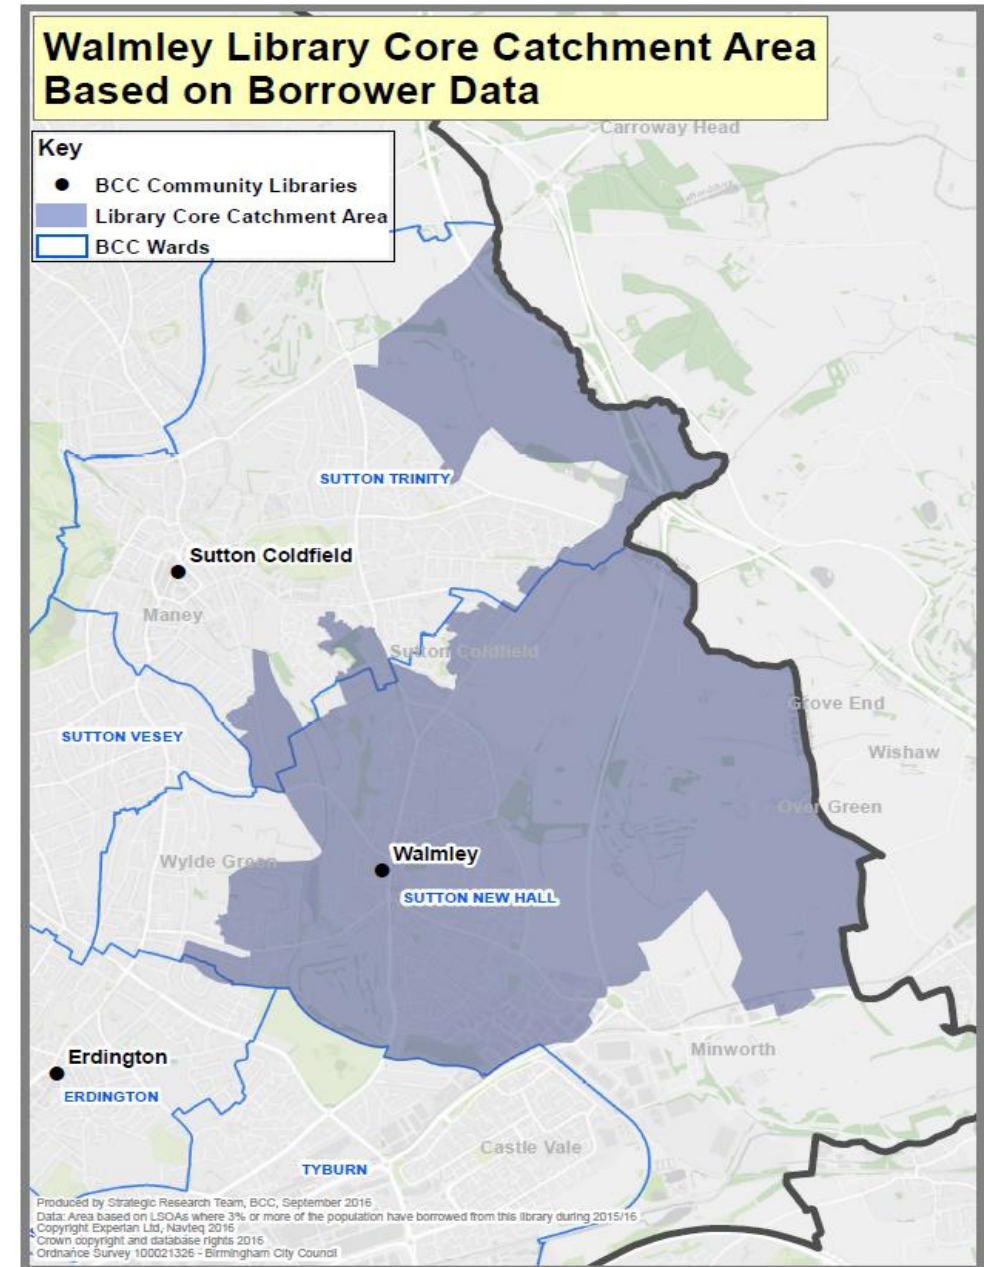 Walmley Library Core Catchment Area
Based on Borrower Data
Key
BCC Community Libraries
Library Core Catchment Area
BCC Wards
Carroway Head
SUTTON TRINITY
Sutton Coldfield
Maney
Sutton Coldfield
Grove End
SUTTON VESEY
Wishaw
Over Green
Walmley
Wylde Green
SUTTON NEW HALL
Minworth
Erdington
ERDINGTON
Castle Vale
TYBURN
Produced by Strategic Research Team, BCC, September 2016
Data: Area based on LSOAs where 3% or more of the population have borrowed from this library during 2015/16
Copyright Experian Ltd, Navteq 2016
Crown copyright and database rights 2016
Ordnance Survey 100021326 - Birmingham City Council